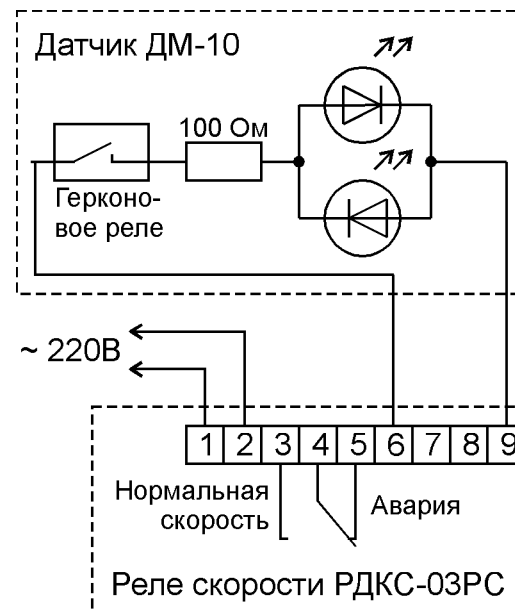 Датчик ДМ-10
100 Ом
Герконо-
вое реле
~ 220В
1 2 3 4 5 6 7 8 9
Нормальная
скорость
Авария
Реле скорости РДКС-03РС